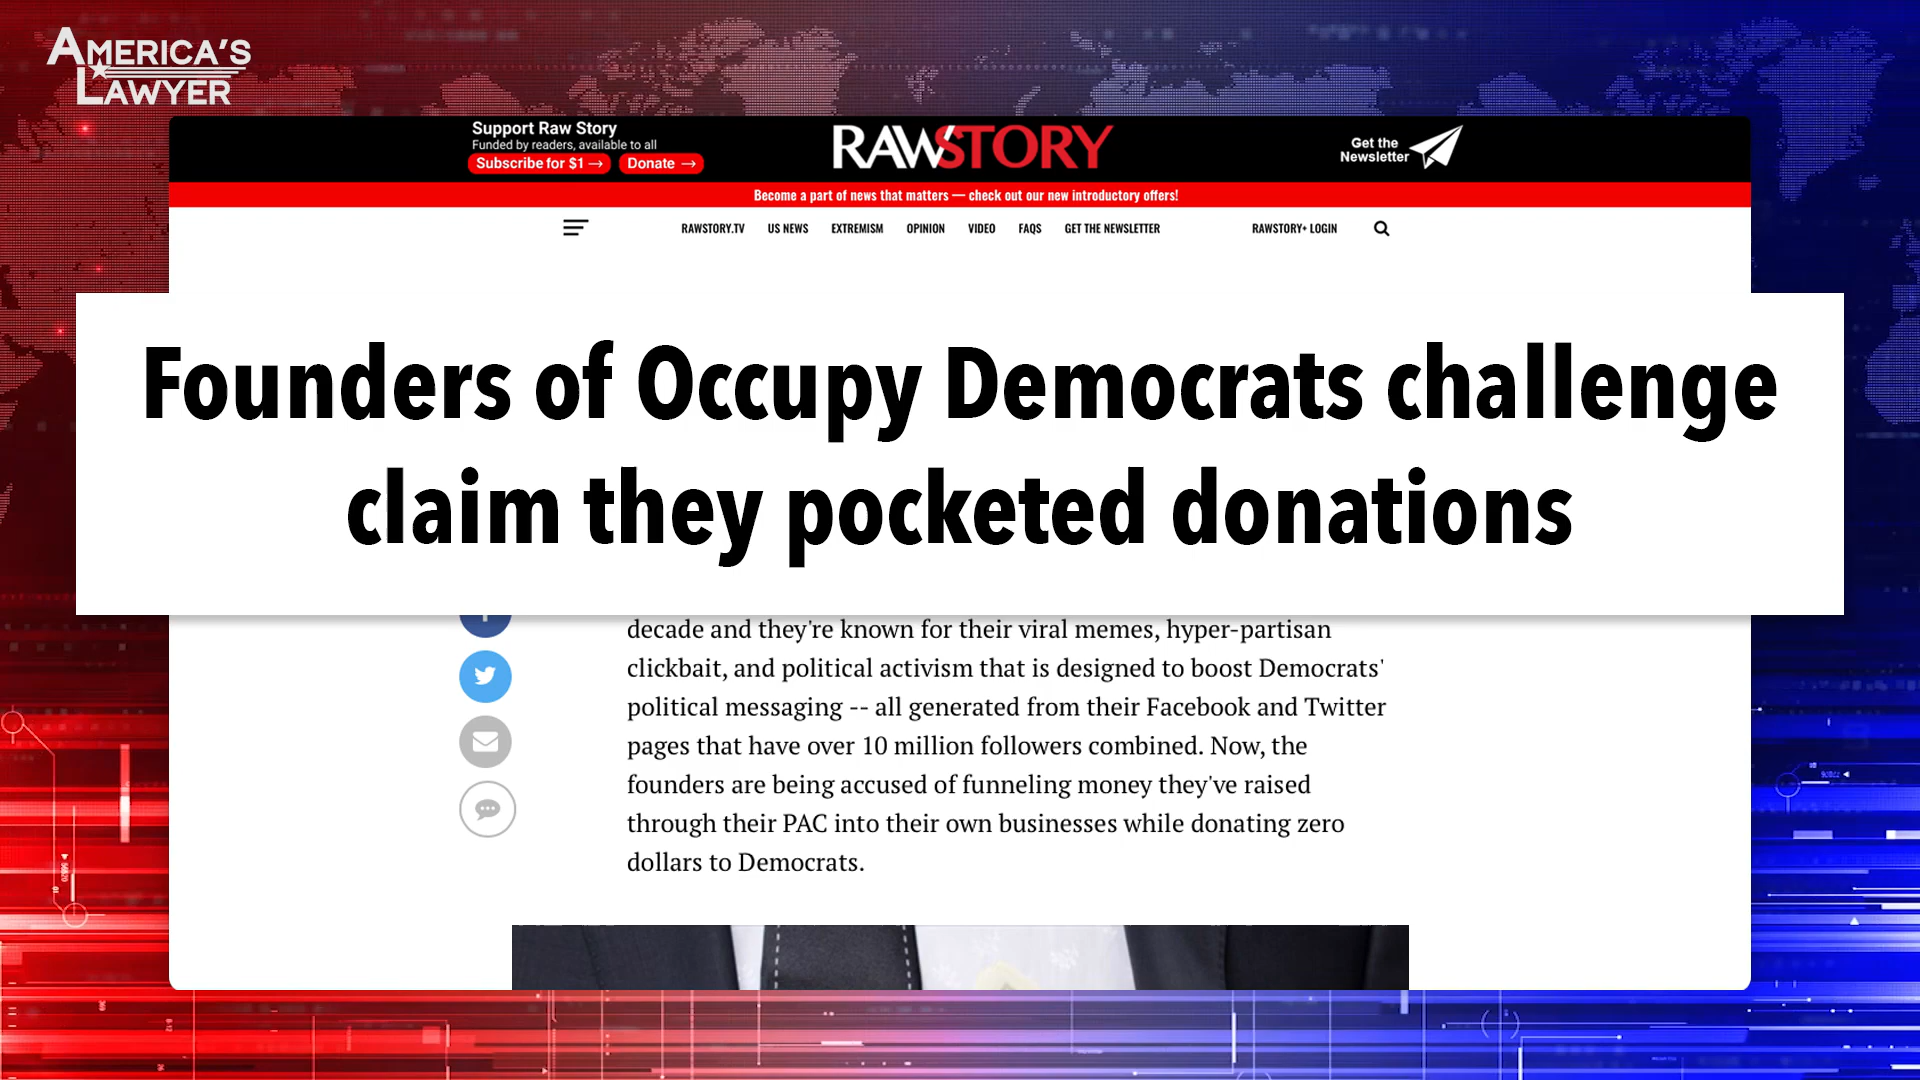 AMERICA'S
LAWYER
Support Raw Story
Funded by readers, available to all
Subscribe for $1 →
Donate →
RAWSTORY
Get the
Newsletter
Become a part of news that matters — check out our new introductory offers!
RAWSTORY.TV US NEWS EXTREMISM OPINION VIDEO FAQS GET THE NEWSLETTER RAWSTORY+ LOGIN
Founders of Occupy Democrats challenge
claim they pocketed donations
decade and they're known for their viral memes, hyper-partisan
clickbait, and political activism that is designed to boost Democrats'
political messaging -- all generated from their Facebook and Twitter
pages that have over 10 million followers combined. Now, the
founders are being accused of funneling money they've raised
through their PAC into their own businesses while donating zero
dollars to Democrats.